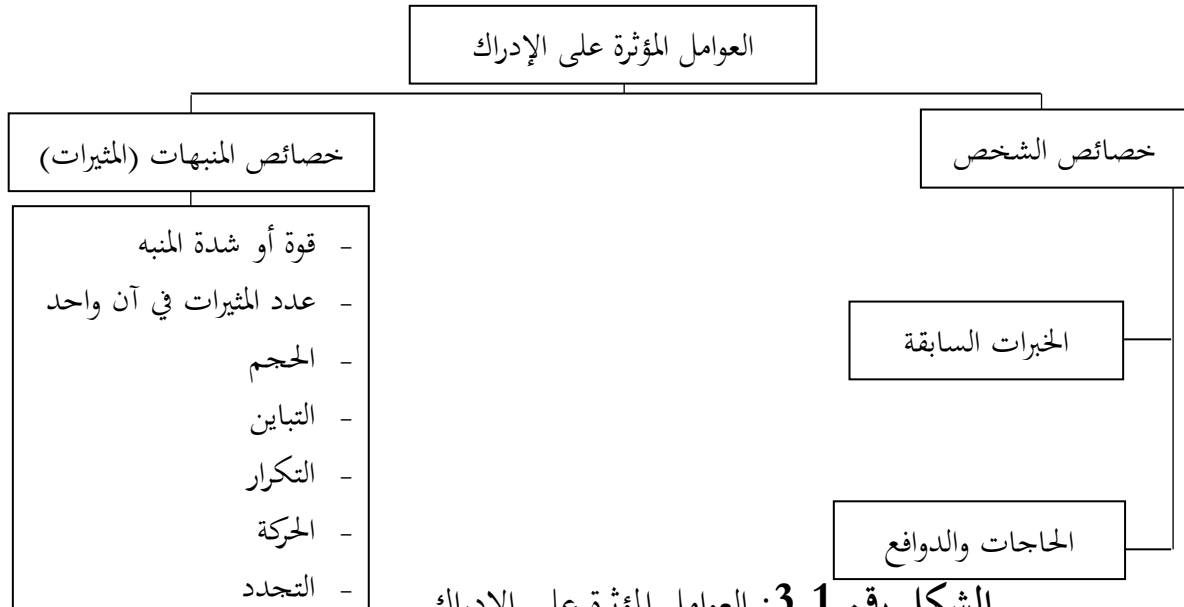 العوامل المؤثرة على الإدراك
خصائص الشخص
خصائص المنبهات (المثيرات)
الخبرات السابقة
الحاجات والدوافع
- قوة أو شدة المنبه
- عدد المثيرات في آن واحد
- الحجم
- التباين
- التكرار
- الحركة
- التجدد
الشكل رقم 3.1: العوامل المؤثرة على الإدراك